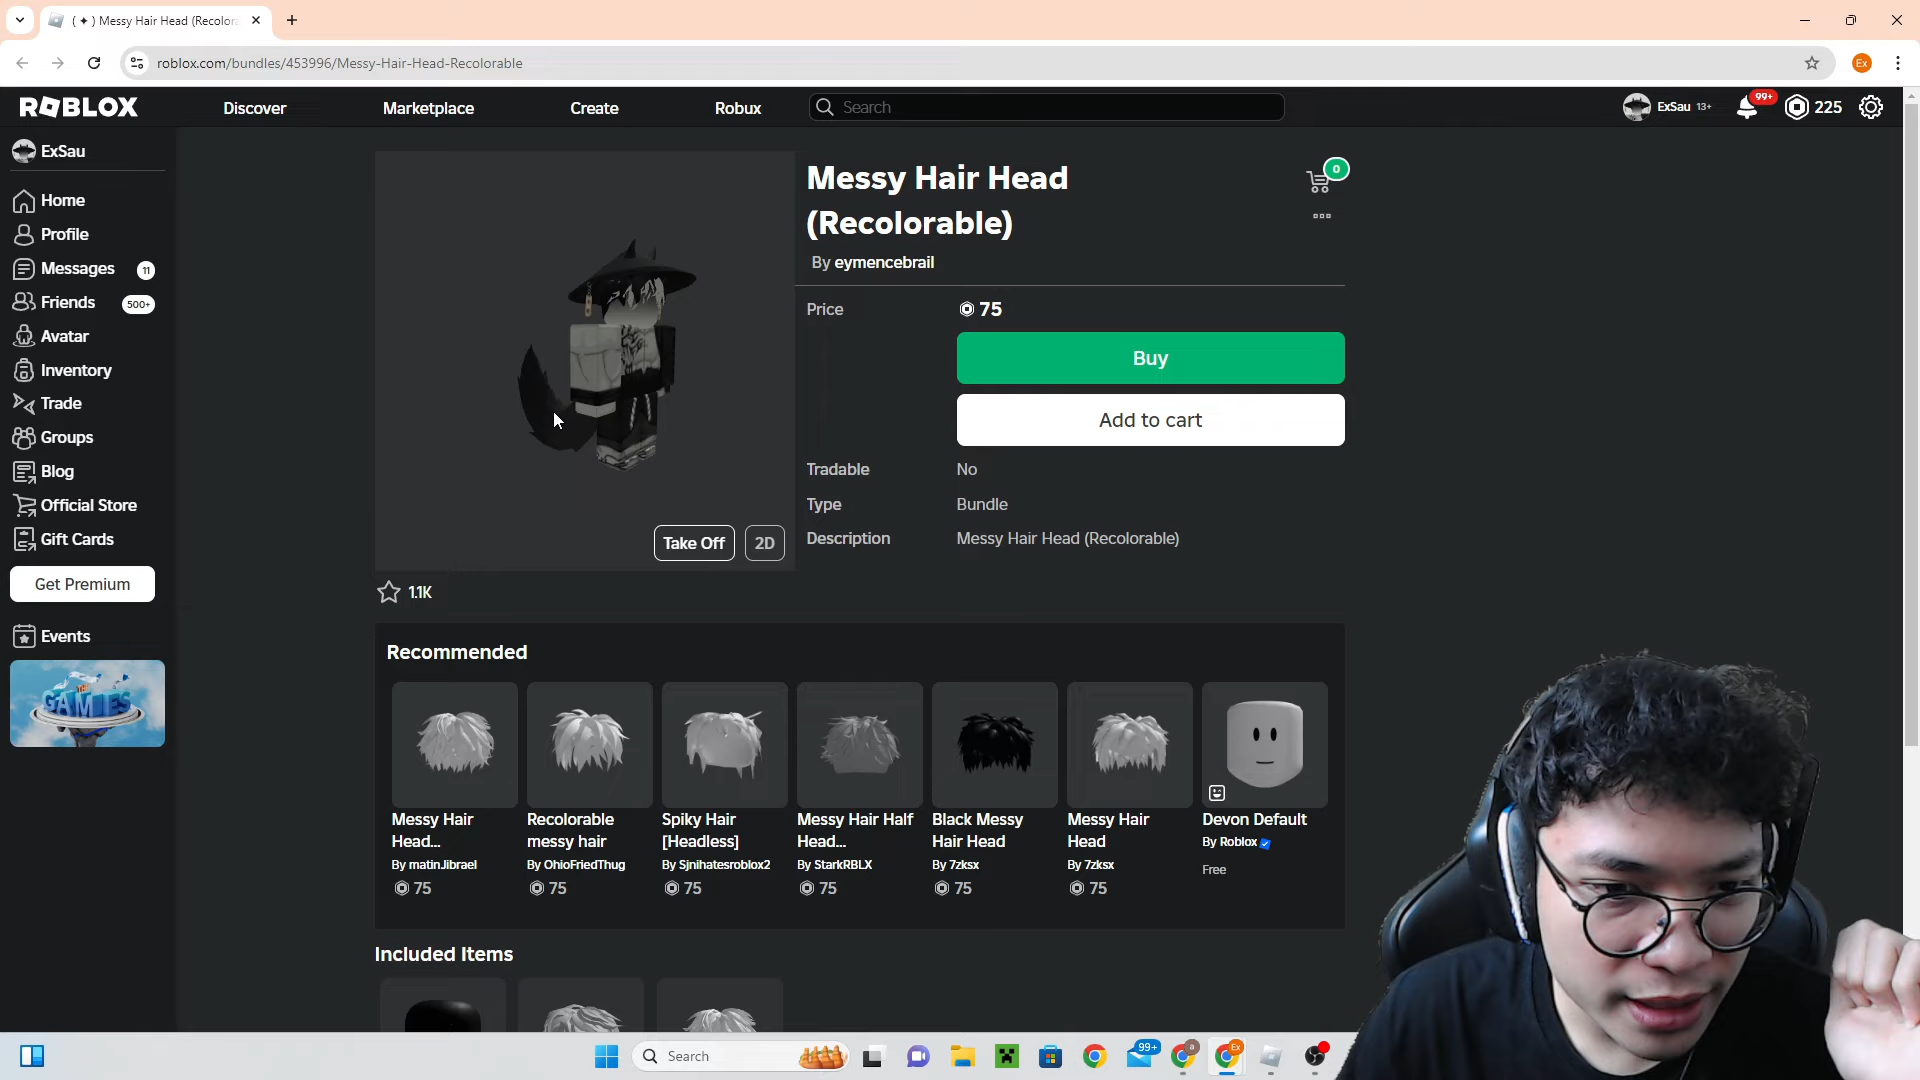 ( ✦ ) Messy Hair Head (Recolora
roblox.com/bundles/453996/Messy-Hair-Head-Recolorable
Ex
ROBLOX
Discover
Marketplace
Create
Robux
Search
ExSau 13+
99+
225
ExSau
Home
Profile
Messages 11
Friends 500+
Avatar
Inventory
Trade
Groups
Blog
Official Store
Gift Cards
Get Premium
Events
THE
GAMES
Messy Hair Head
(Recolorable)
0
By eymencebrail
Price 75
Buy
Add to cart
Tradable No
Type Bundle
Description Messy Hair Head (Recolorable)
Take Off
2D
1.1K
Recommended
Messy Hair
Head...
By matinJibrael
75
Recolorable
messy hair
By OhioFriedThug
75
Spiky Hair
[Headless]
By Sjnihatesroblox2
75
Messy Hair Half
Head...
By StarkRBLX
75
Black Messy
Hair Head
By 7zksx
75
Messy Hair
Head
By 7zksx
75
Devon Default
By Roblox
Free
Included Items
Search
99+
a
Ex